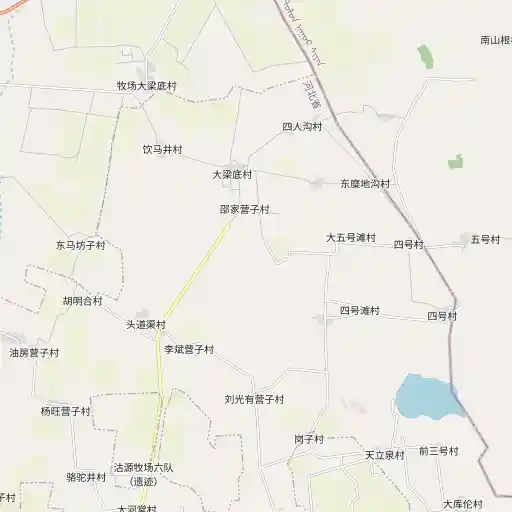 南山根村
河北省
牧场大梁底村
四人沟村
饮马井村
大梁底村
东糜地沟村
邵家营子村
大五号滩村
四号村
五号村
东马坊子村
胡明合村
四号滩村
四号村
头道渠村
李斌营子村
油房营子村
刘光有营子村
杨旺营子村
岗子村
天立泉村
前三号村
沽源牧场六队
（遗迹）
骆驼井村
子村
大河堂村
大库伦村